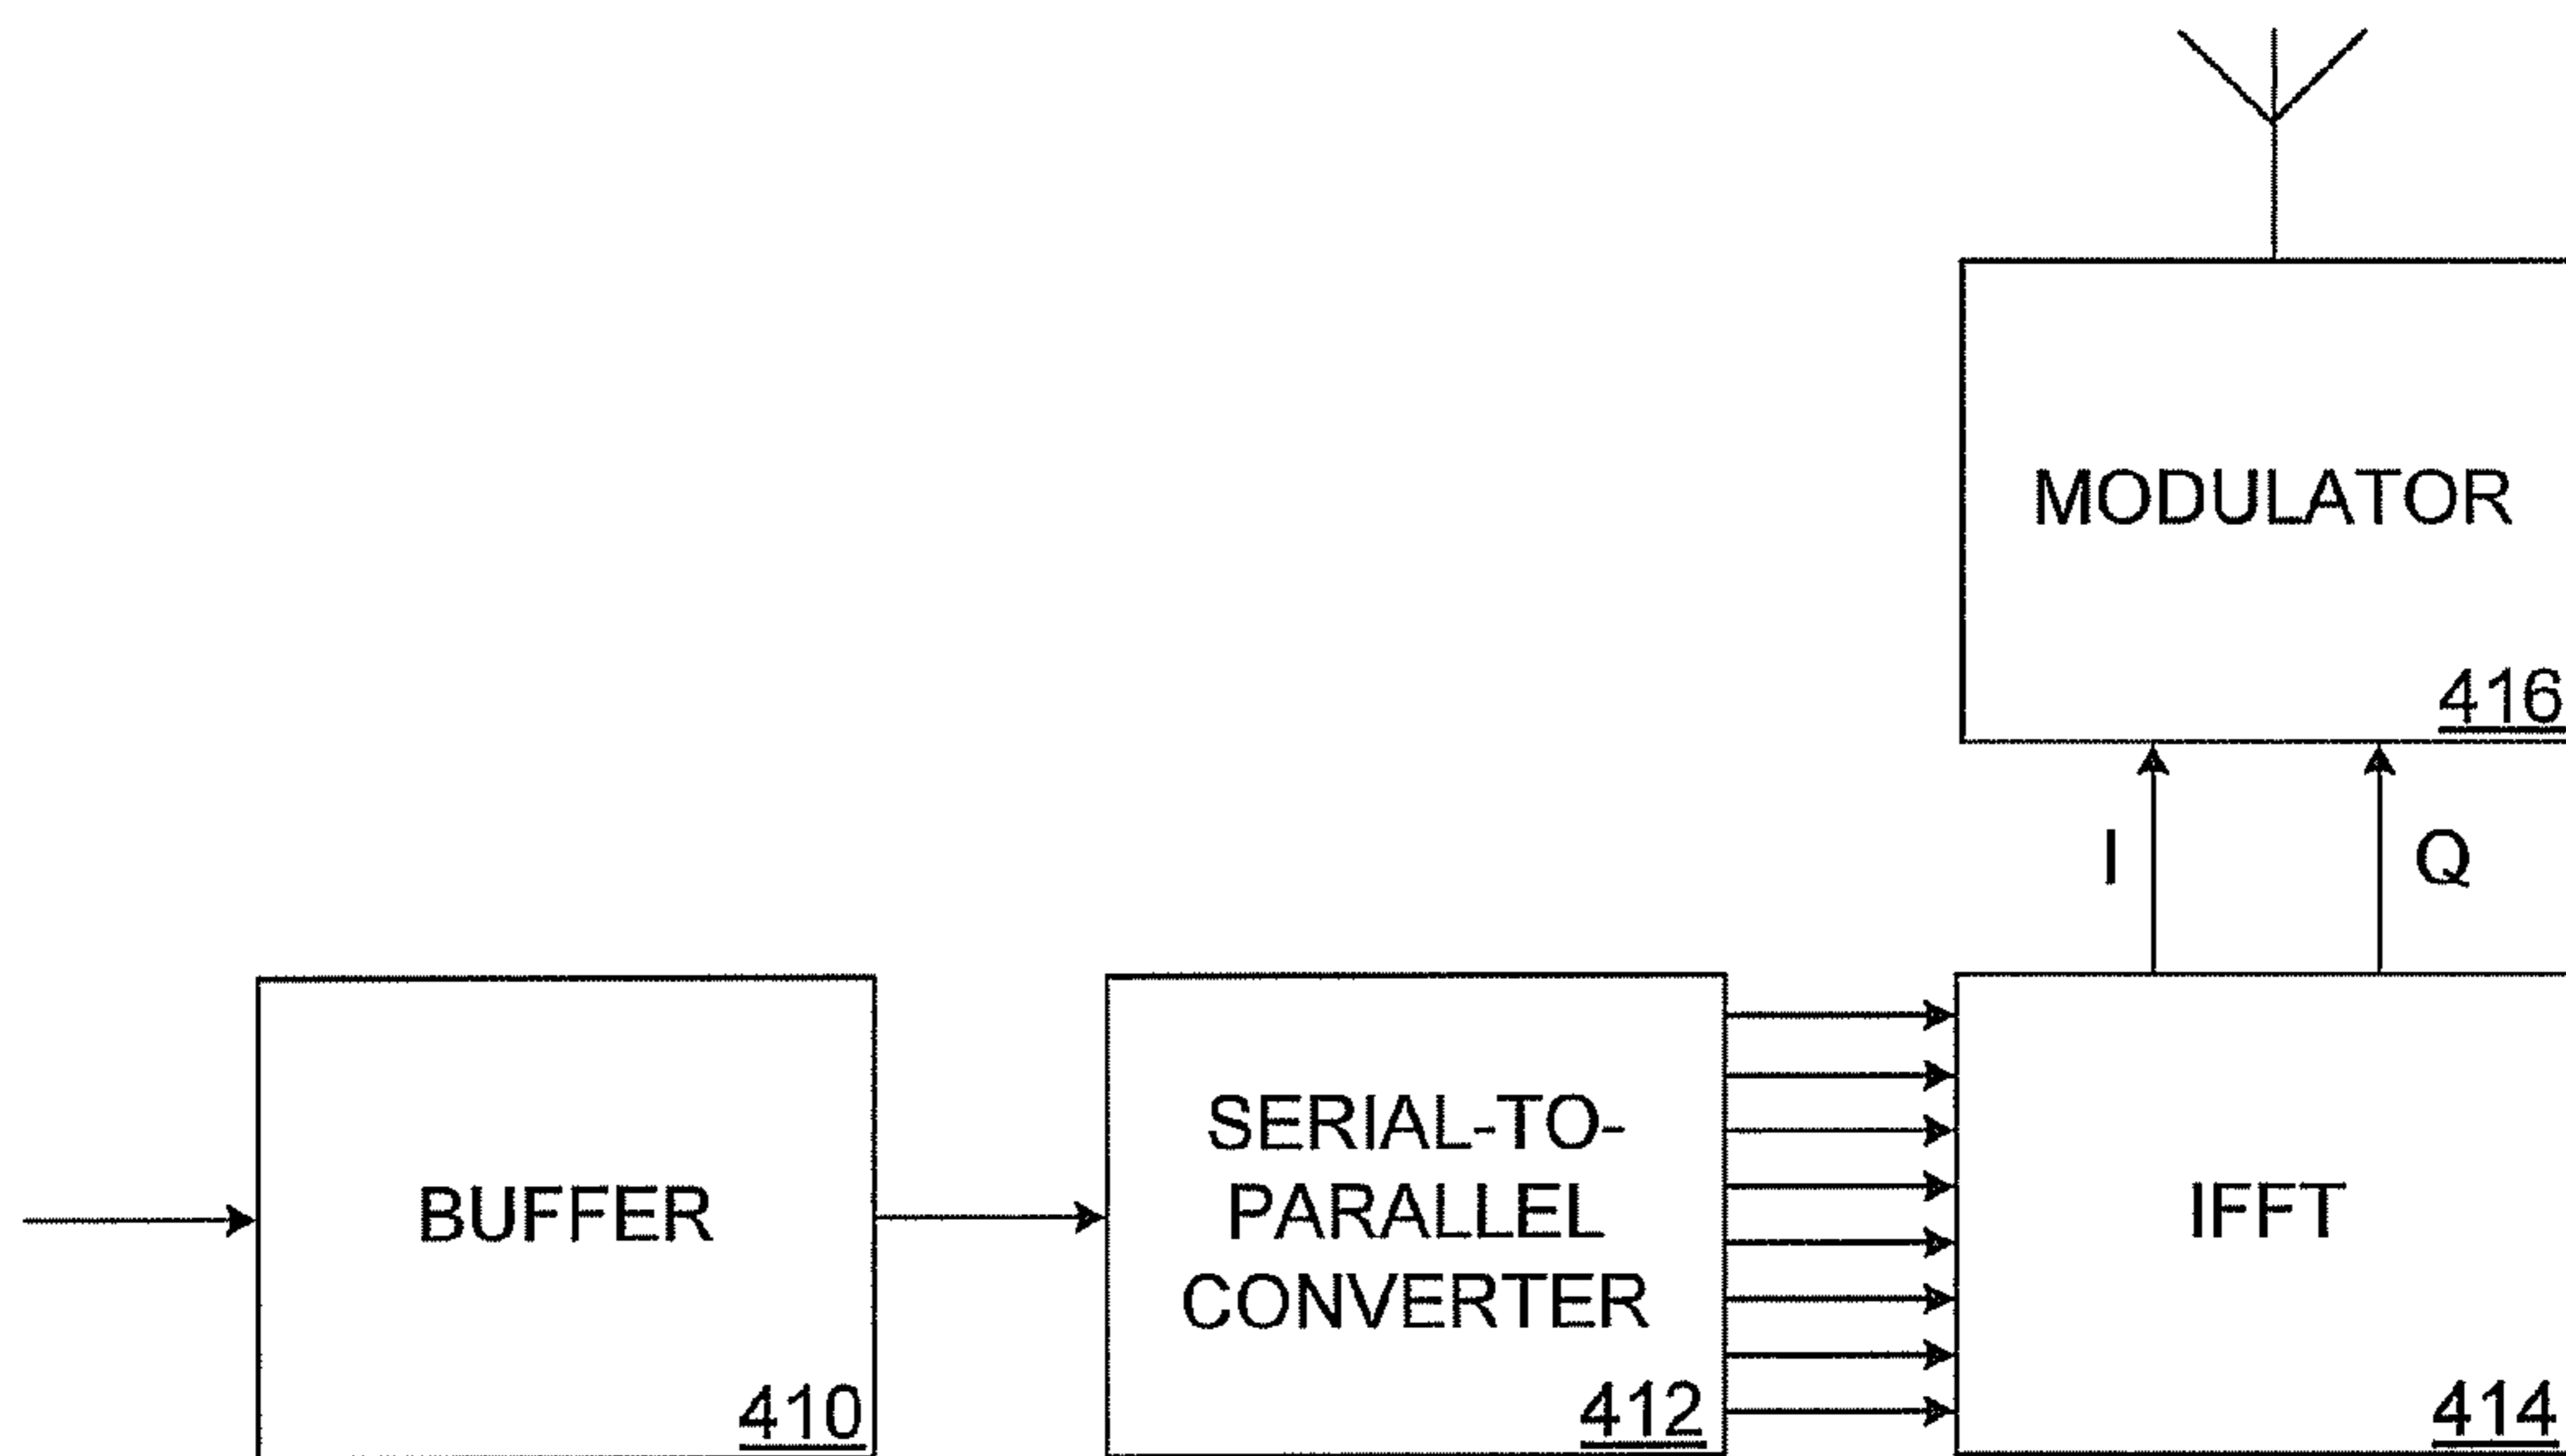 MODULATOR
416
I
Q
BUFFER
410
SERIAL-TO-
PARALLEL
CONVERTER
412
IFFT
414